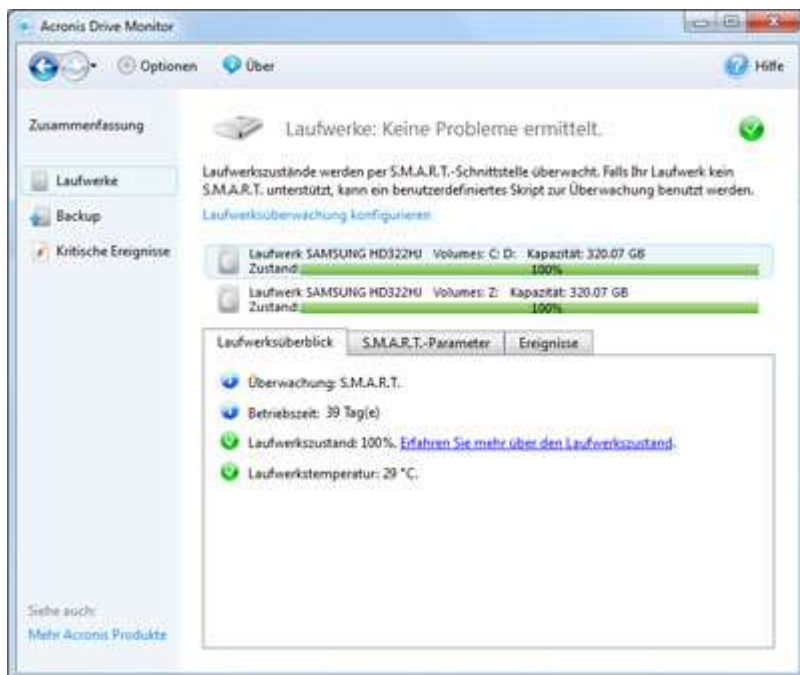 Acronis Drive Monitor
Optionen
Über
Hilfe
Zusammenfassung
Laufwerke
Backup
Kritische Ereignisse
Laufwerke: Keine Probleme ermittelt.
Laufwerkszustände werden per S.M.A.R.T.-Schnittstelle überwacht. Falls Ihr Laufwerk kein
S.M.A.R.T. unterstützt, kann ein benutzerdefiniertes Skript zur Überwachung benutzt werden.
Laufwerksüberwachung konfigurieren
Laufwerk SAMSUNG HD322HJ Volumes: C: D: Kapazität: 320.07 GB
Zustand: 100%
Laufwerk SAMSUNG HD322HJ Volumes: Z: Kapazität: 320.07 GB
Zustand: 100%
Laufwerksüberblick
S.M.A.R.T.-Parameter
Ereignisse
Überwachung: S.M.A.R.T.
Betriebszeit: 39 Tag(e)
Laufwerkszustand: 100%. Erfahren Sie mehr über den Laufwerkszustand.
Laufwerkstemperatur: 29 °C.
Siehe auch:
Mehr Acronis Produkte